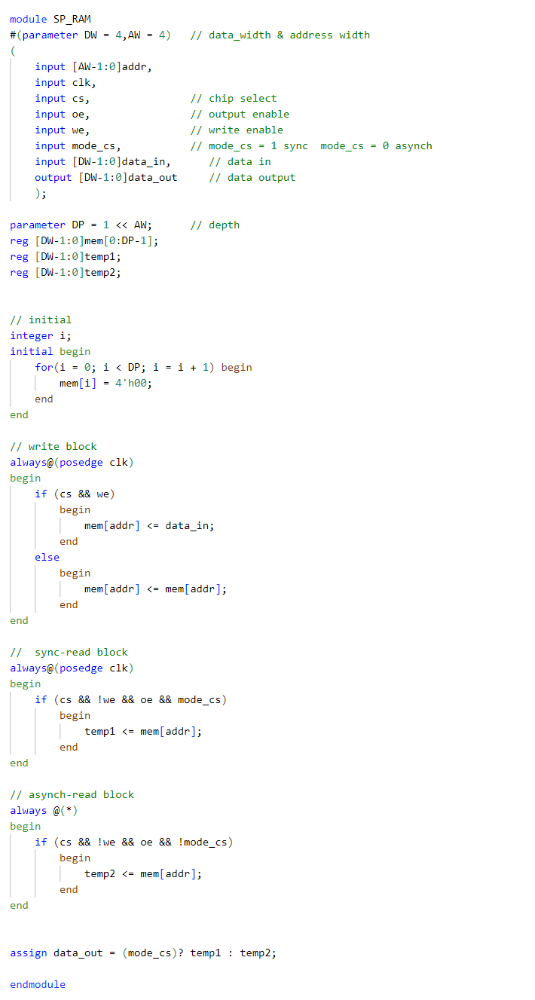 module SP_RAM
#(parameter DW = 4,AW = 4)   // data_width & address width
(
    input [AW-1:0]addr,
    input clk,
    input cs,                // chip select
    input oe,                // output enable
    input we,                // write enable
    input mode_cs,           // mode_cs = 1 sync  mode_cs = 0 asynch
    input [DW-1:0]data_in,      // data in
    output [DW-1:0]data_out     // data output
    );
parameter DP = 1 << AW;      // depth
reg [DW-1:0]mem[0:DP-1];
reg [DW-1:0]temp1;
reg [DW-1:0]temp2;
// initial
integer i;
initial begin
    for(i = 0; i < DP; i = i + 1) begin
        mem[i] = 4'h00;
    end
end
// write block
always@(posedge clk)
begin
    if (cs && we)
        begin
            mem[addr] <= data_in;
        end
    else
        begin
            mem[addr] <= mem[addr];
        end
end
//  sync-read block
always@(posedge clk)
begin
    if (cs && !we && oe && mode_cs)
        begin
            temp1 <= mem[addr];
        end
end
// asynch-read block
always @(*)
begin
    if (cs && !we && oe && !mode_cs)
        begin
            temp2 <= mem[addr];
        end
end
assign data_out = (mode_cs)? temp1 : temp2;
endmodule